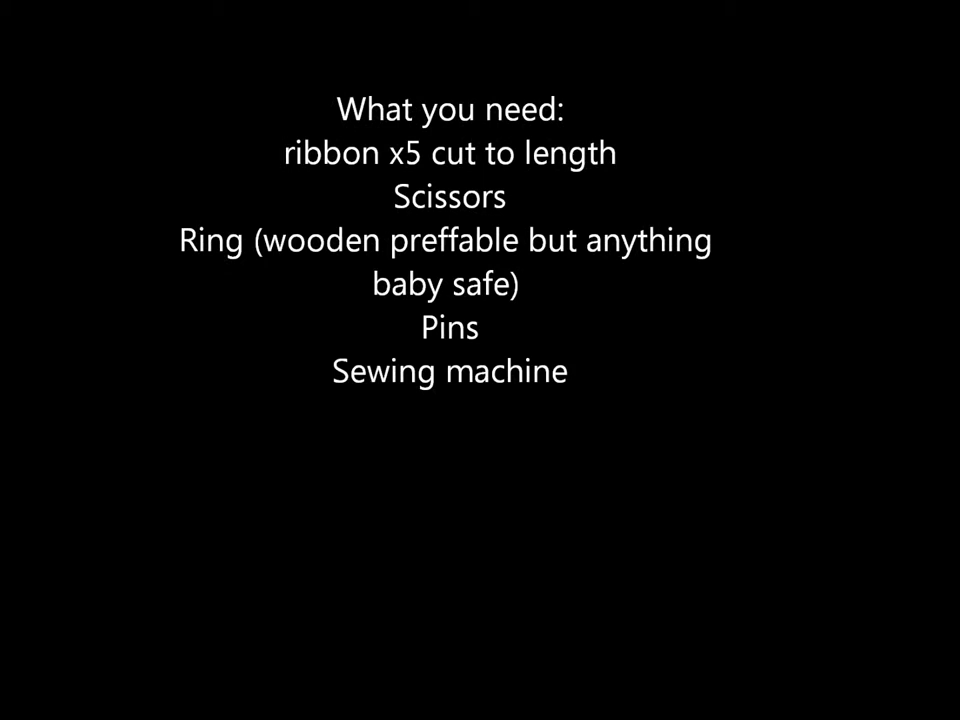 What you need:
ribbon x5 cut to length
Scissors
Ring (wooden preffable but anything
baby safe)
Pins
Sewing machine